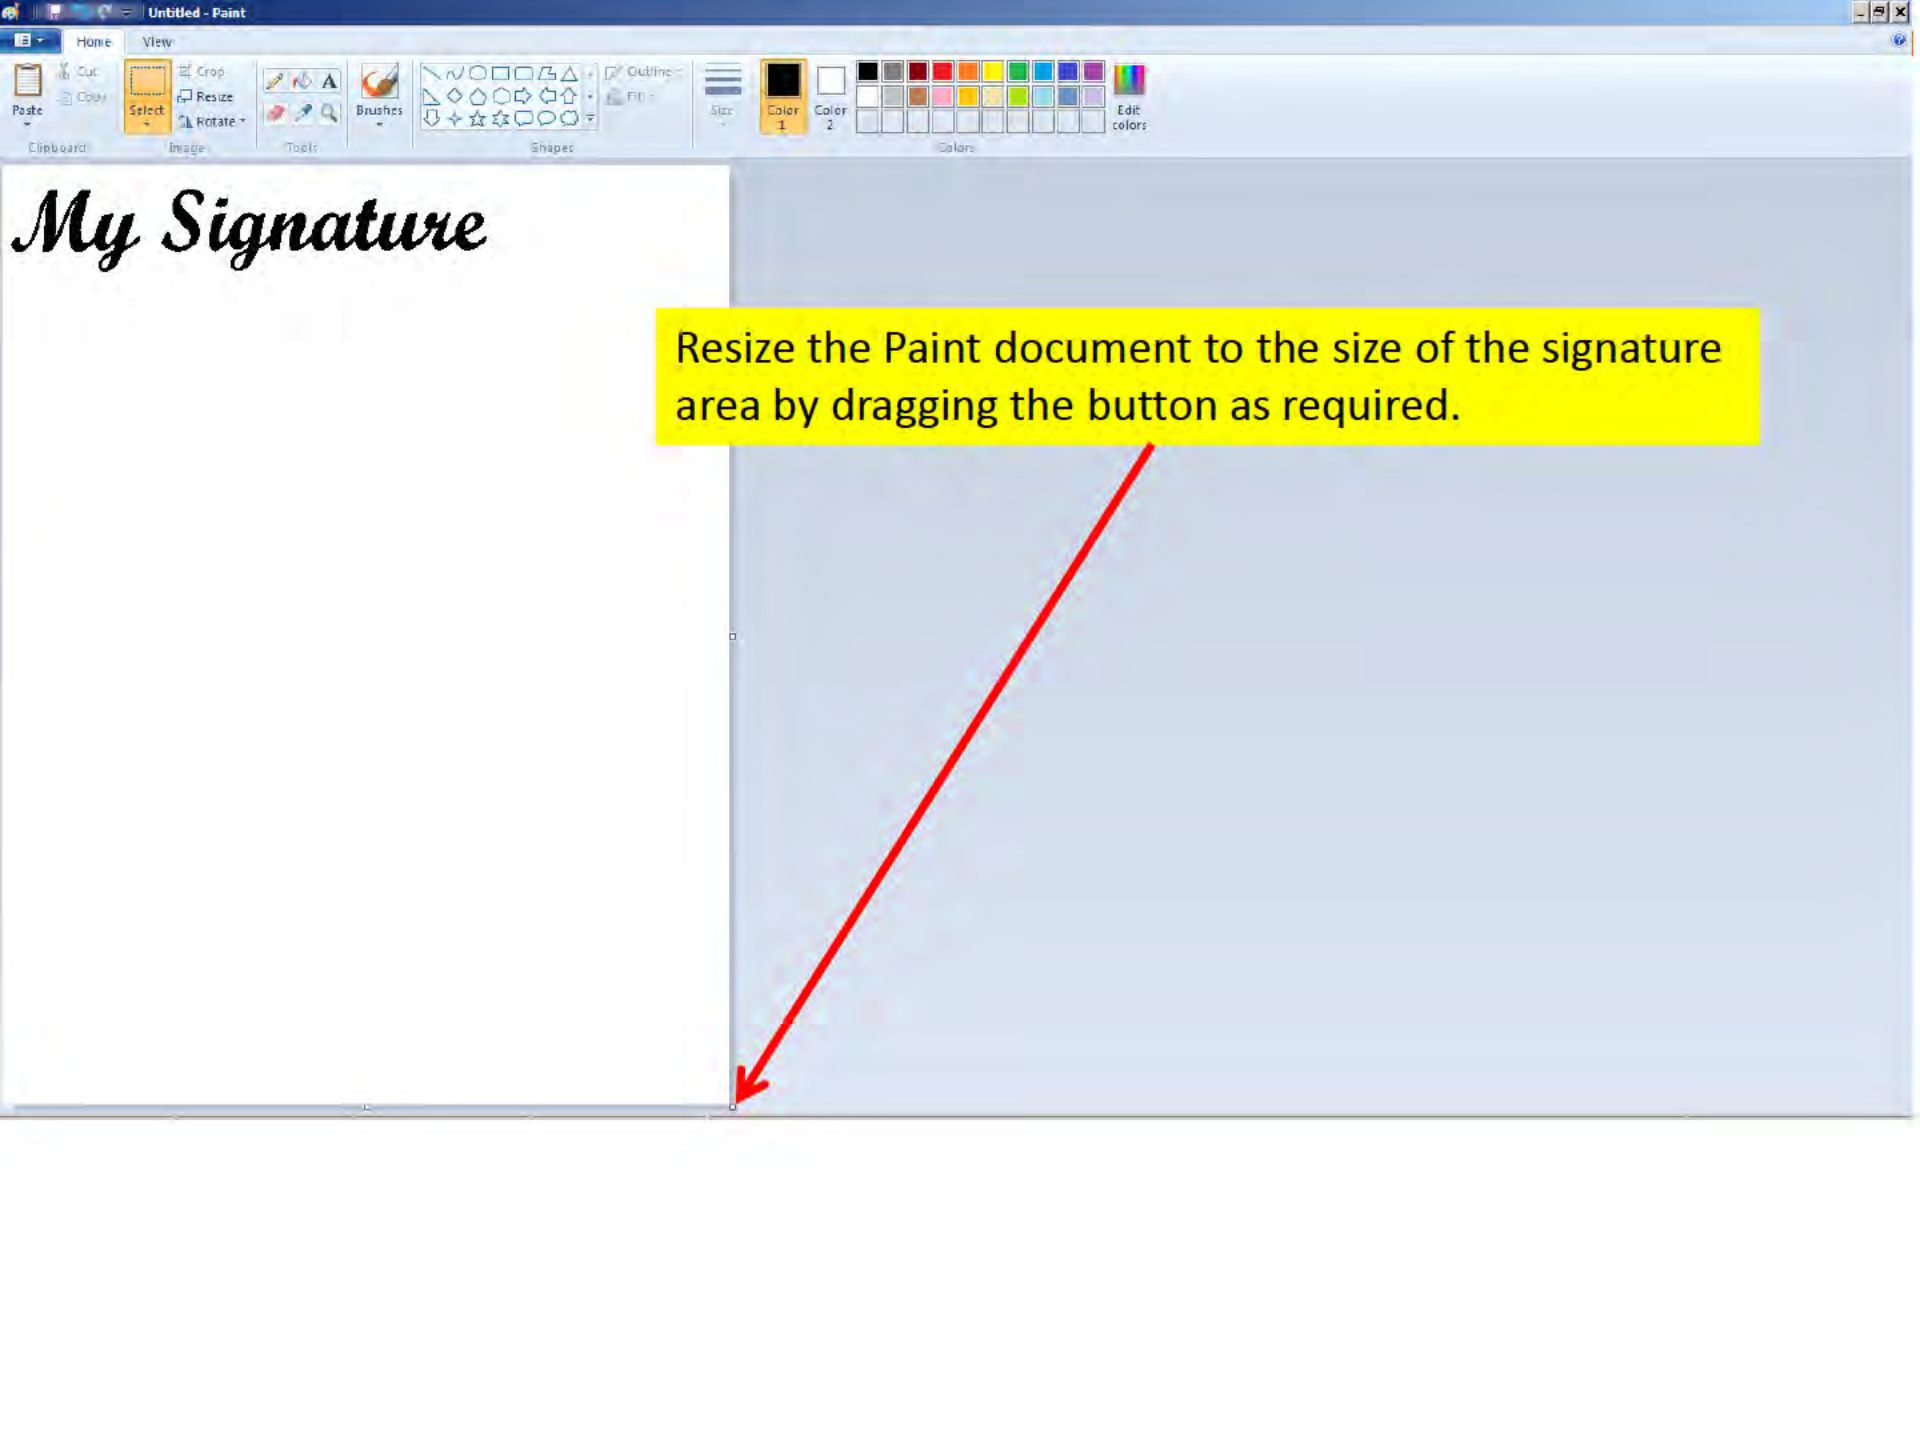 Untitled - Paint
Home View
Paste
Cut
Copy
Clipboard
Select
Crop
Resize
Rotate
Image
A
Tools
Brushes
Outline
Fill
Shapes
Size
Color 1
Color 2
Edit colors
Colors
My Signature
Resize the Paint document to the size of the signature
area by dragging the button as required.